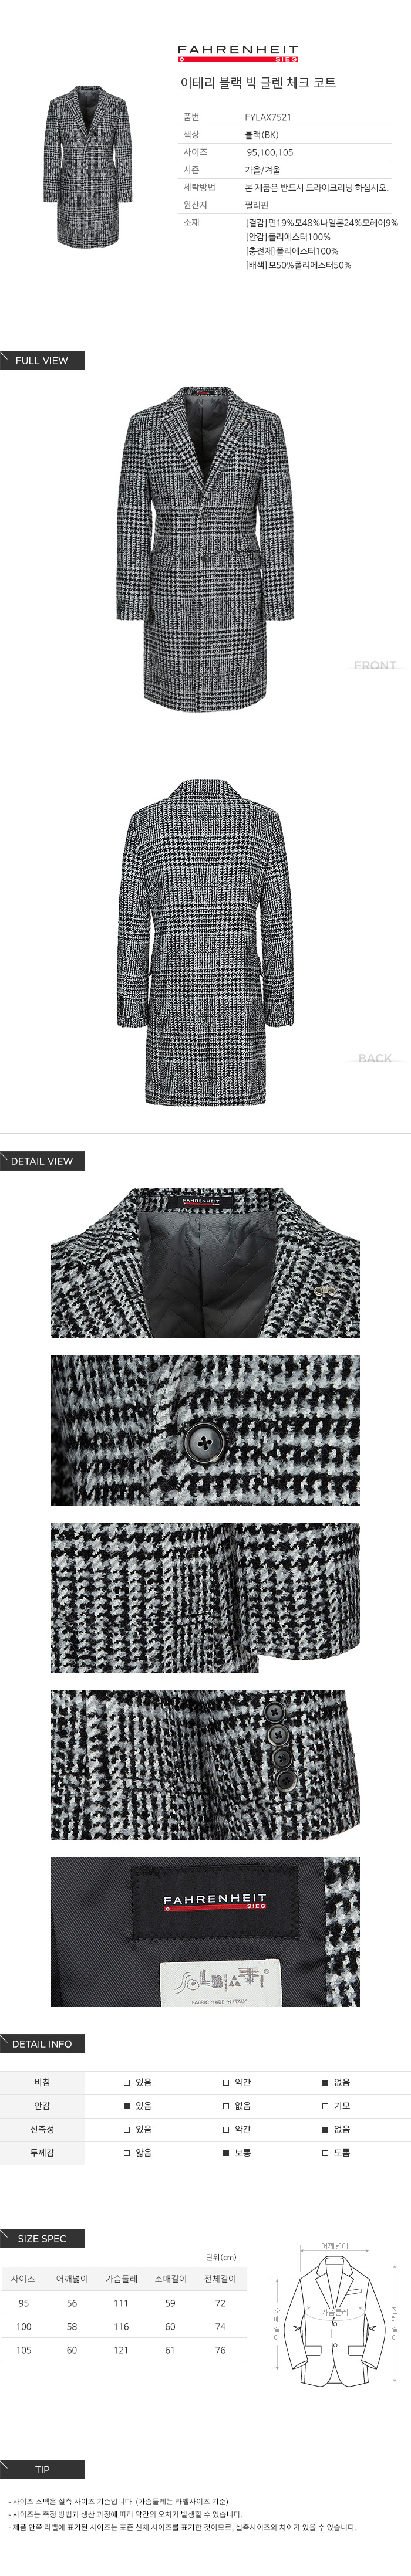 FAHRENHEIT
SIEG
이테리 블랙 빅 글렌 체크 코트
품번 FYLAX7521
색상 블랙(BK)
사이즈 95,100,105
시즌 가을/겨울
세탁방법 본 제품은 반드시 드라이크리닝 하십시오.
원산지 필리핀
소재 [겉감]면19%모48%나일론24%모헤어9%
[안감]폴리에스터100%
[충전재]폴리에스터100%
[배색]모50%폴리에스터50%
FULL VIEW
FRONT
BACK
DETAIL VIEW
FAHRENHEIT
SIEG
FAHRENHEIT
SIEG
SOLBIATI
FABRIC MADE IN ITALY
DETAIL INFO
비침 □ 있음 □ 약간 ■ 없음
안감 ■ 있음 □ 없음 □ 기모
신축성 □ 있음 □ 약간 ■ 없음
두께감 □ 얇음 ■ 보통 □ 도톰
SIZE SPEC
단위(cm)
사이즈 어깨넓이 가슴둘레 소매길이 전체길이
95 56 111 59 72
100 58 116 60 74
105 60 121 61 76
어깨넓이
가슴둘레
소매길이
전체길이
TIP
- 사이즈 스펙은 실측 사이즈 기준입니다. (가슴둘레는 라벨사이즈 기준)
- 사이즈는 측정 방법과 생산 과정에 따라 약간의 오차가 발생할 수 있습니다.
- 제품 안쪽 라벨에 표기된 사이즈는 표준 신체 사이즈를 표기한 것이므로, 실측사이즈와 차이가 있을 수 있습니다.